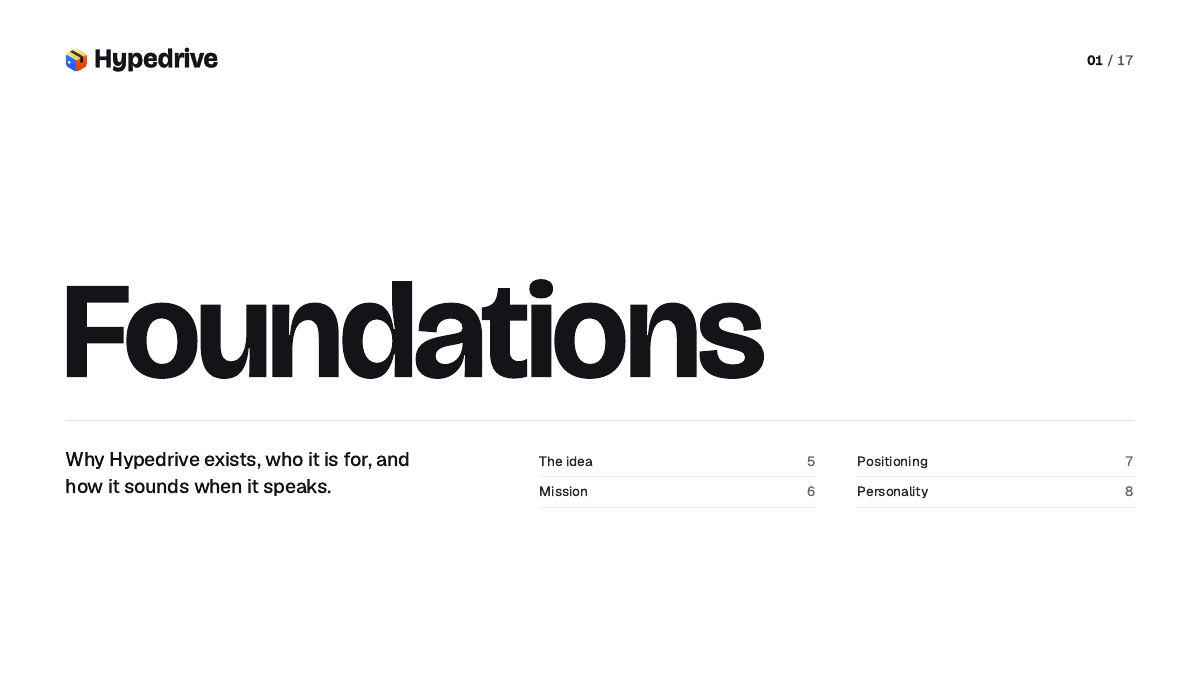 Hypedrive
01 / 17
Foundations
Why Hypedrive exists, who it is for, and
how it sounds when it speaks.
The idea 5
Mission 6
Positioning 7
Personality 8